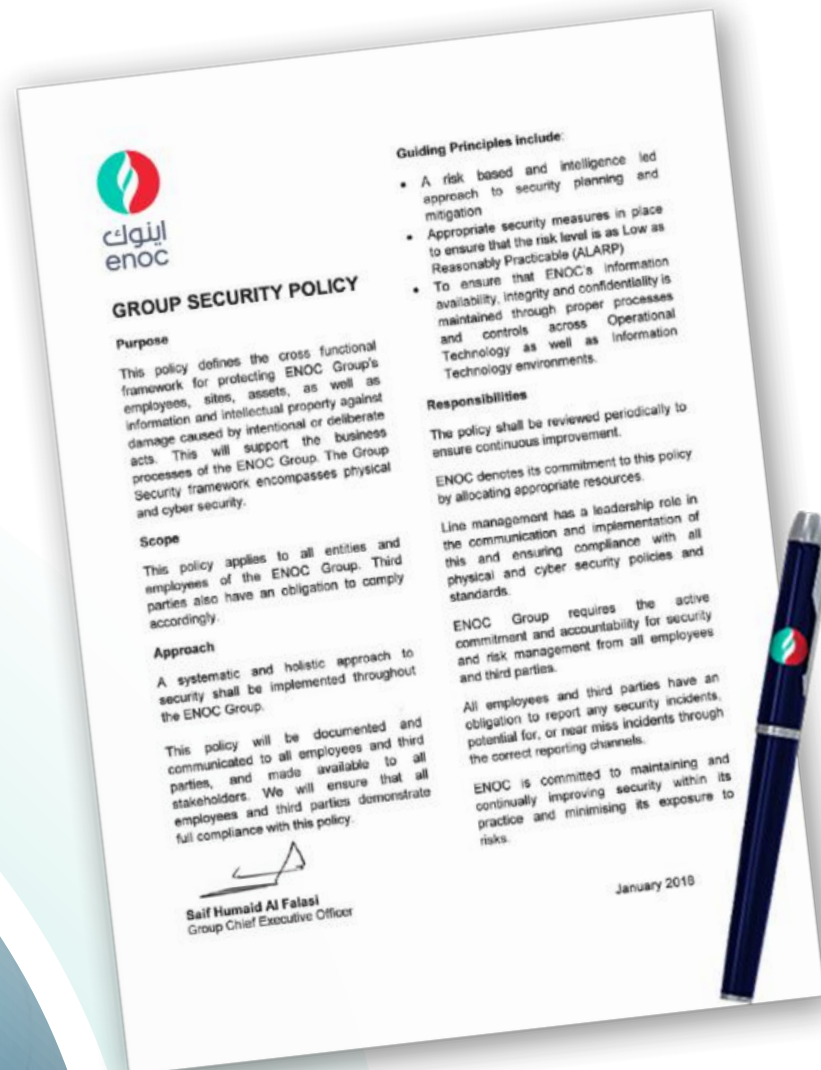 اينوك
enoc
GROUP SECURITY POLICY
Purpose
This policy defines the cross functional
framework for protecting ENOC Group's
employees, sites, assets, as well as
information and intellectual property against
damage caused by intentional or deliberate
acts. This will support the business
processes of the ENOC Group. The Group
Security framework encompasses physical
and cyber security.
Scope
This policy applies to all entities and
employees of the ENOC Group. Third
parties also have an obligation to comply
accordingly.
Approach
A systematic and holistic approach to
security shall be implemented throughout
the ENOC Group.
This policy will be documented and
communicated to all employees and third
parties, and made available to all
stakeholders. We will ensure that all
employees and third parties demonstrate
full compliance with this policy.
Saif Humaid Al Falasi
Group Chief Executive Officer
Guiding Principles include:
• A risk based and intelligence led
approach to security planning and
mitigation
• Appropriate security measures in place
to ensure that the risk level is as Low as
Reasonably Practicable (ALARP)
• To ensure that ENOC's information
availability, integrity and confidentiality is
maintained through proper processes
and controls across Operational
Technology as well as Information
Technology environments.
Responsibilities
The policy shall be reviewed periodically to
ensure continuous improvement.
ENOC denotes its commitment to this policy
by allocating appropriate resources.
Line management has a leadership role in
the communication and implementation of
this and ensuring compliance with all
physical and cyber security policies and
standards.
ENOC Group requires the active
commitment and accountability for security
and risk management from all employees
and third parties.
All employees and third parties have an
obligation to report any security incidents,
potential for, or near miss incidents through
the correct reporting channels.
ENOC is committed to maintaining and
continually improving security within its
practice and minimising its exposure to
risks.
January 2018